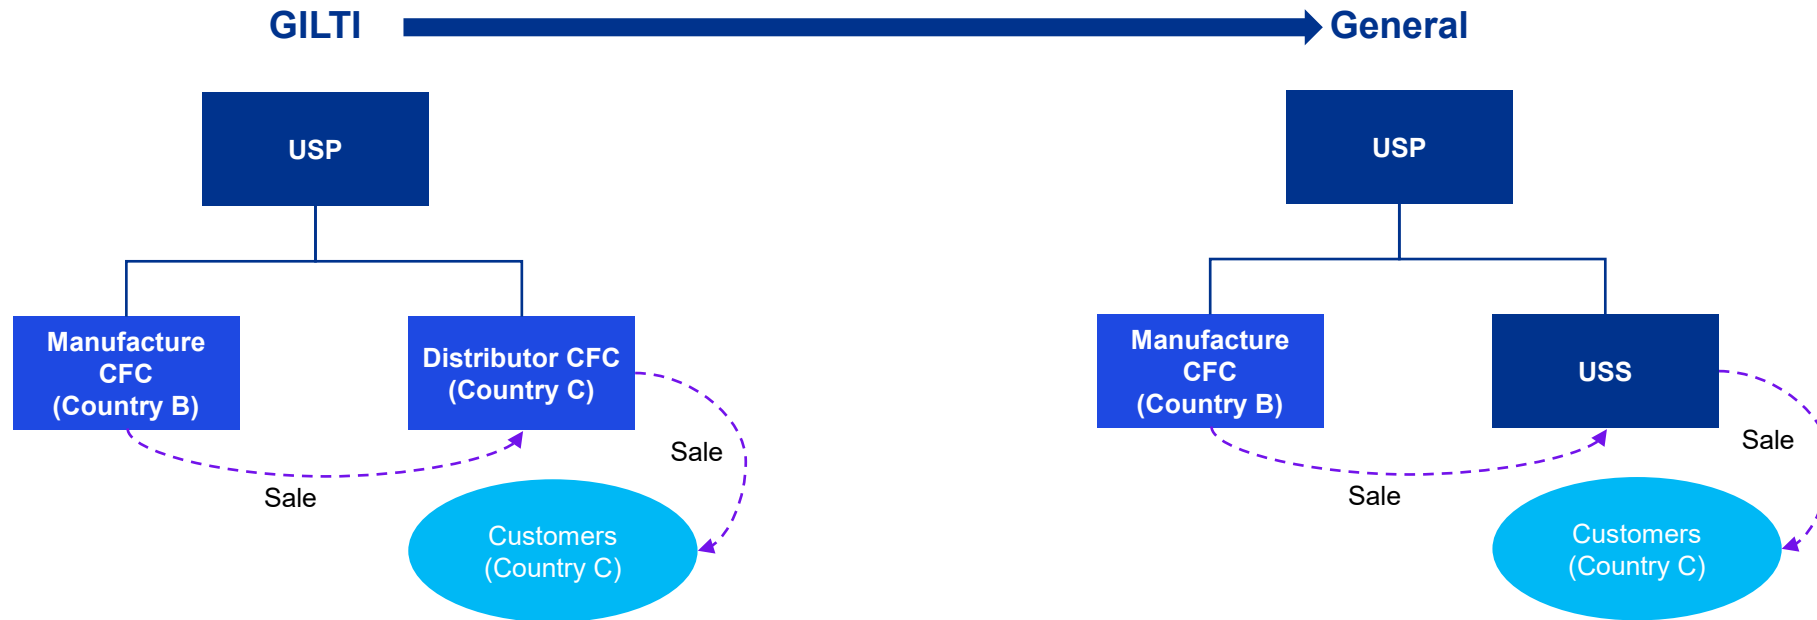 GILTI
General
USP
Manufacture
CFC
(Country B)
Distributor CFC
(Country C)
Sale
Sale
Customers
(Country C)
USP
Manufacture
CFC
(Country B)
USS
Sale
Sale
Customers
(Country C)